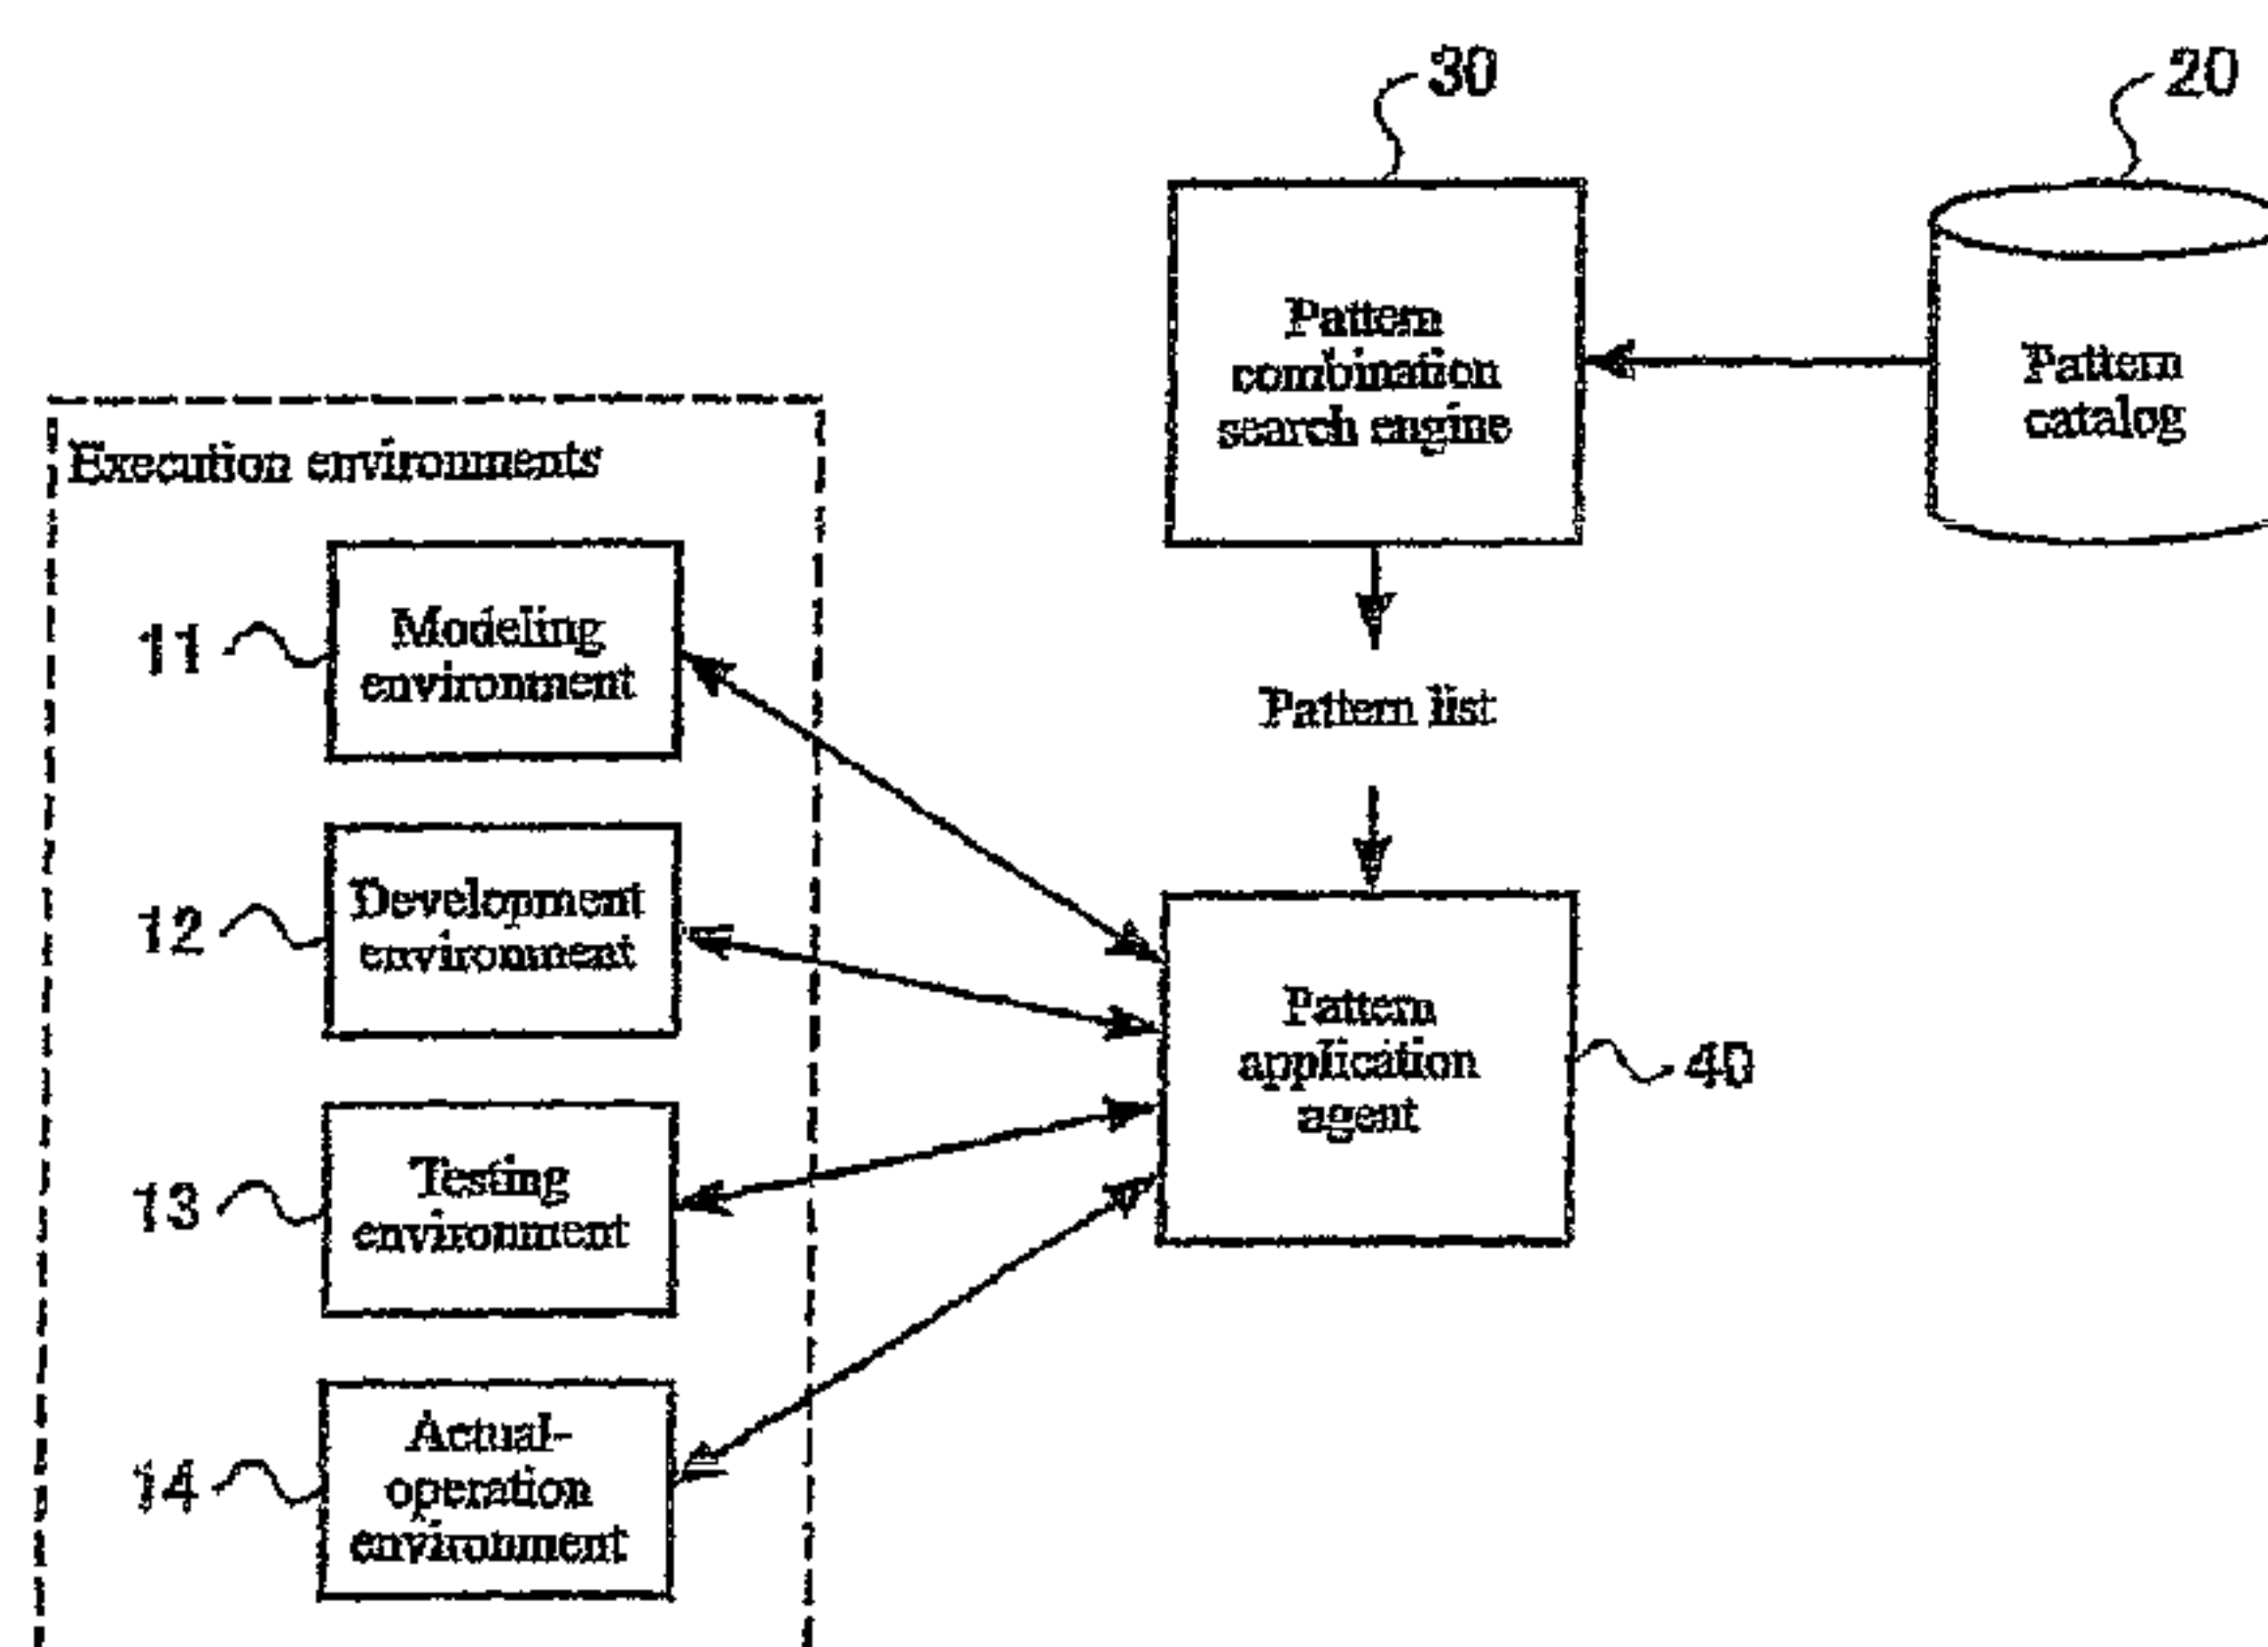 30
20
Pattern
combination
search engine
Pattern
catalog
Execution environments
11
Modeling
environment
Pattern list
12
Development
environment
Pattern
application
agent
40
13
Testing
environment
14
Actual-
operation
environment